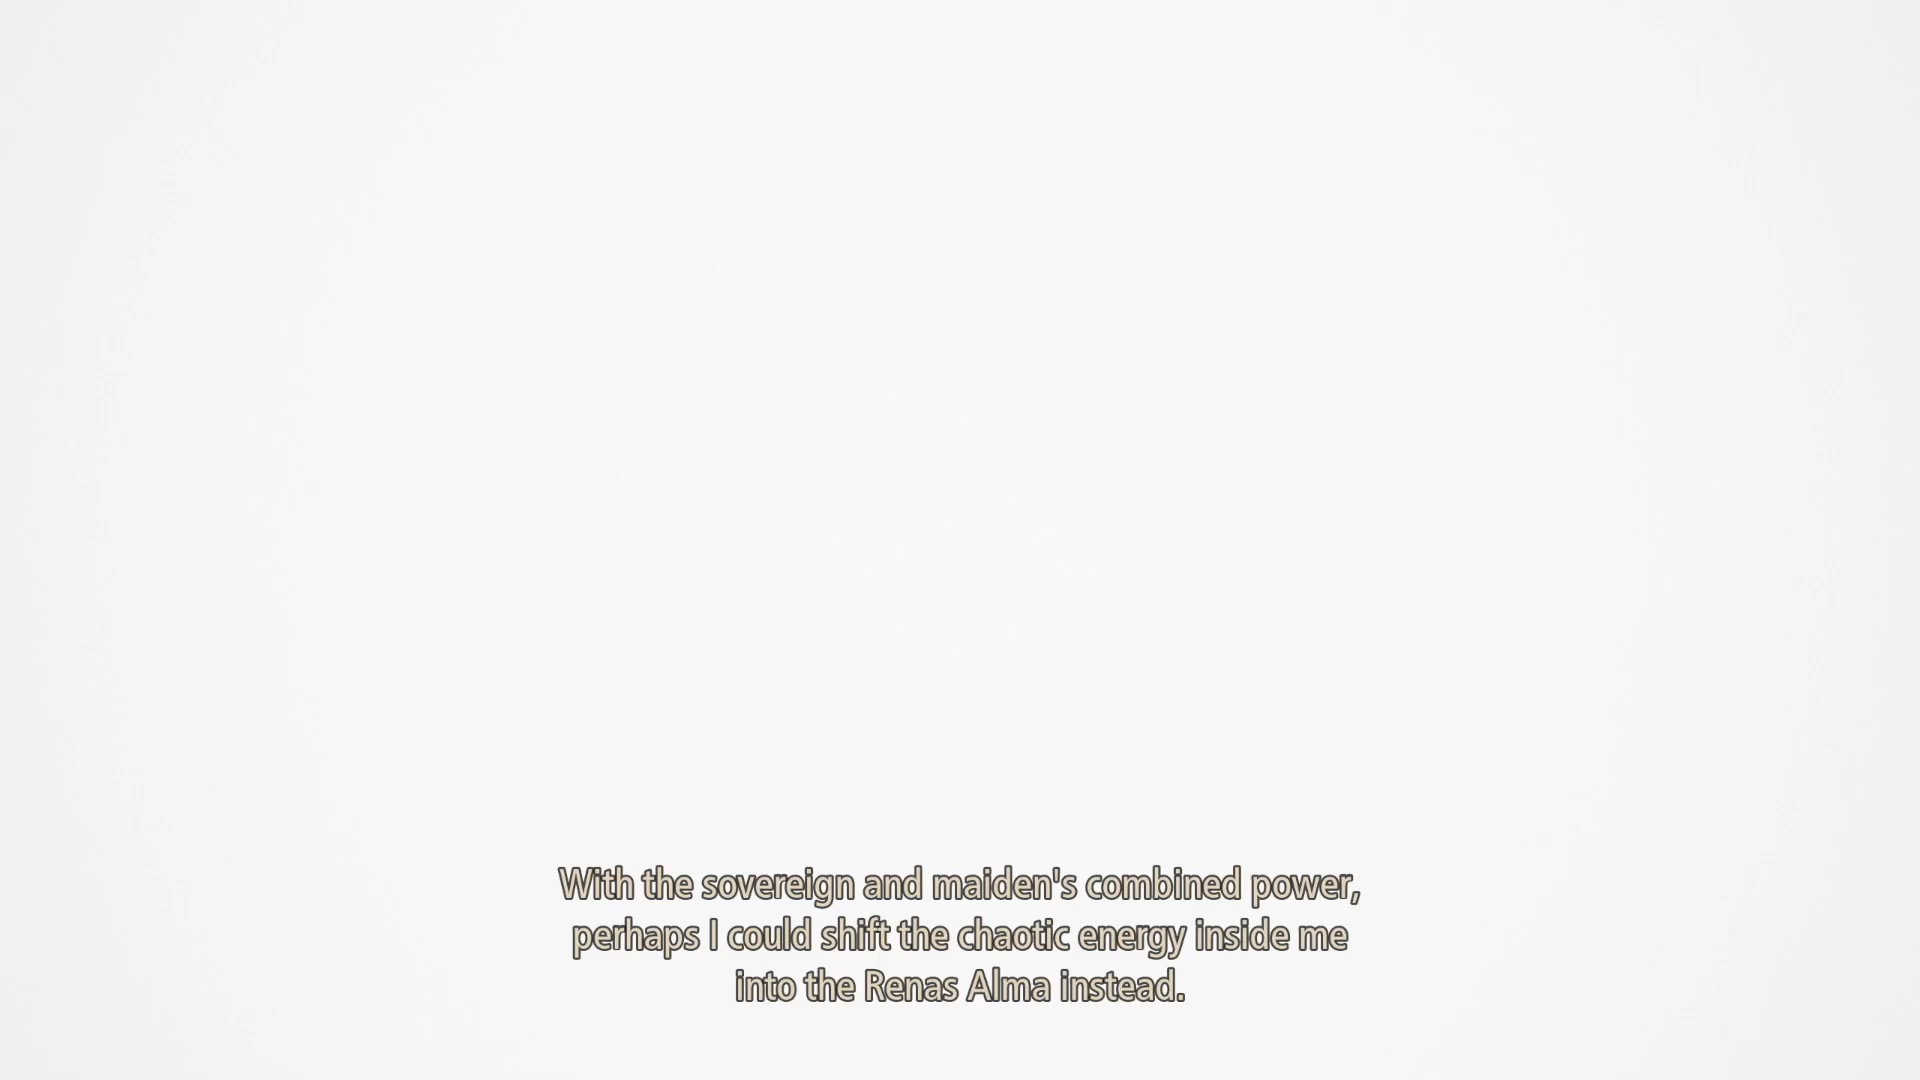 With the sovereign and maiden's combined power,
perhaps I could shift the chaotic energy inside me
into the Renas Alma instead.